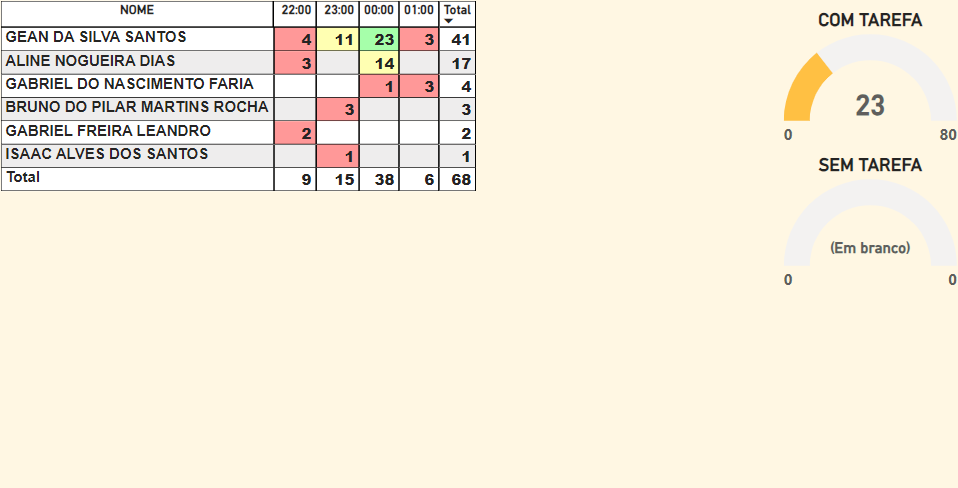 NOME 22:00 23:00 00:00 01:00 Total
GEAN DA SILVA SANTOS 4 11 23 3 41
ALINE NOGUEIRA DIAS 3 14 17
GABRIEL DO NASCIMENTO FARIA 1 3 4
BRUNO DO PILAR MARTINS ROCHA 3 3
GABRIEL FREIRA LEANDRO 2 2
ISAAC ALVES DOS SANTOS 1 1
Total 9 15 38 6 68
COM TAREFA
23
0 80
SEM TAREFA
(Em branco)
0 0